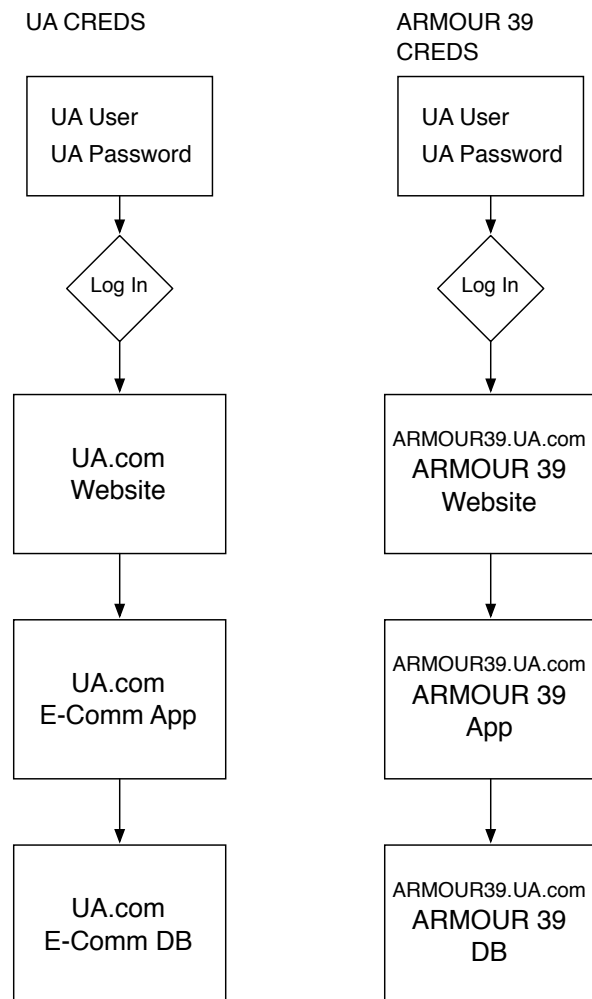 UA CREDS
UA User
UA Password
Log In
UA.com
Website
UA.com
E-Comm App
UA.com
E-Comm DB
ARMOUR 39
CREDS
UA User
UA Password
Log In
ARMOUR39.UA.com
ARMOUR 39
Website
ARMOUR39.UA.com
ARMOUR 39
App
ARMOUR39.UA.com
ARMOUR 39
DB